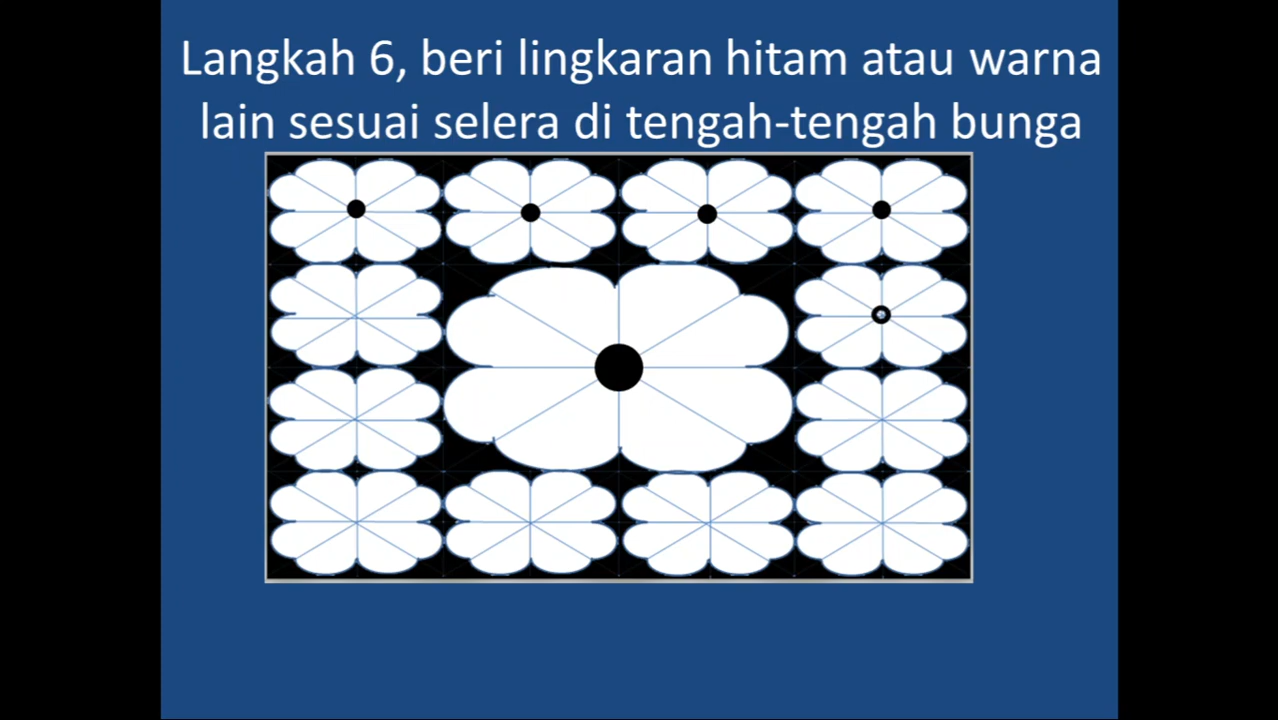 Langkah 6, beri lingkaran hitam atau warna
lain sesuai selera di tengah-tengah bunga